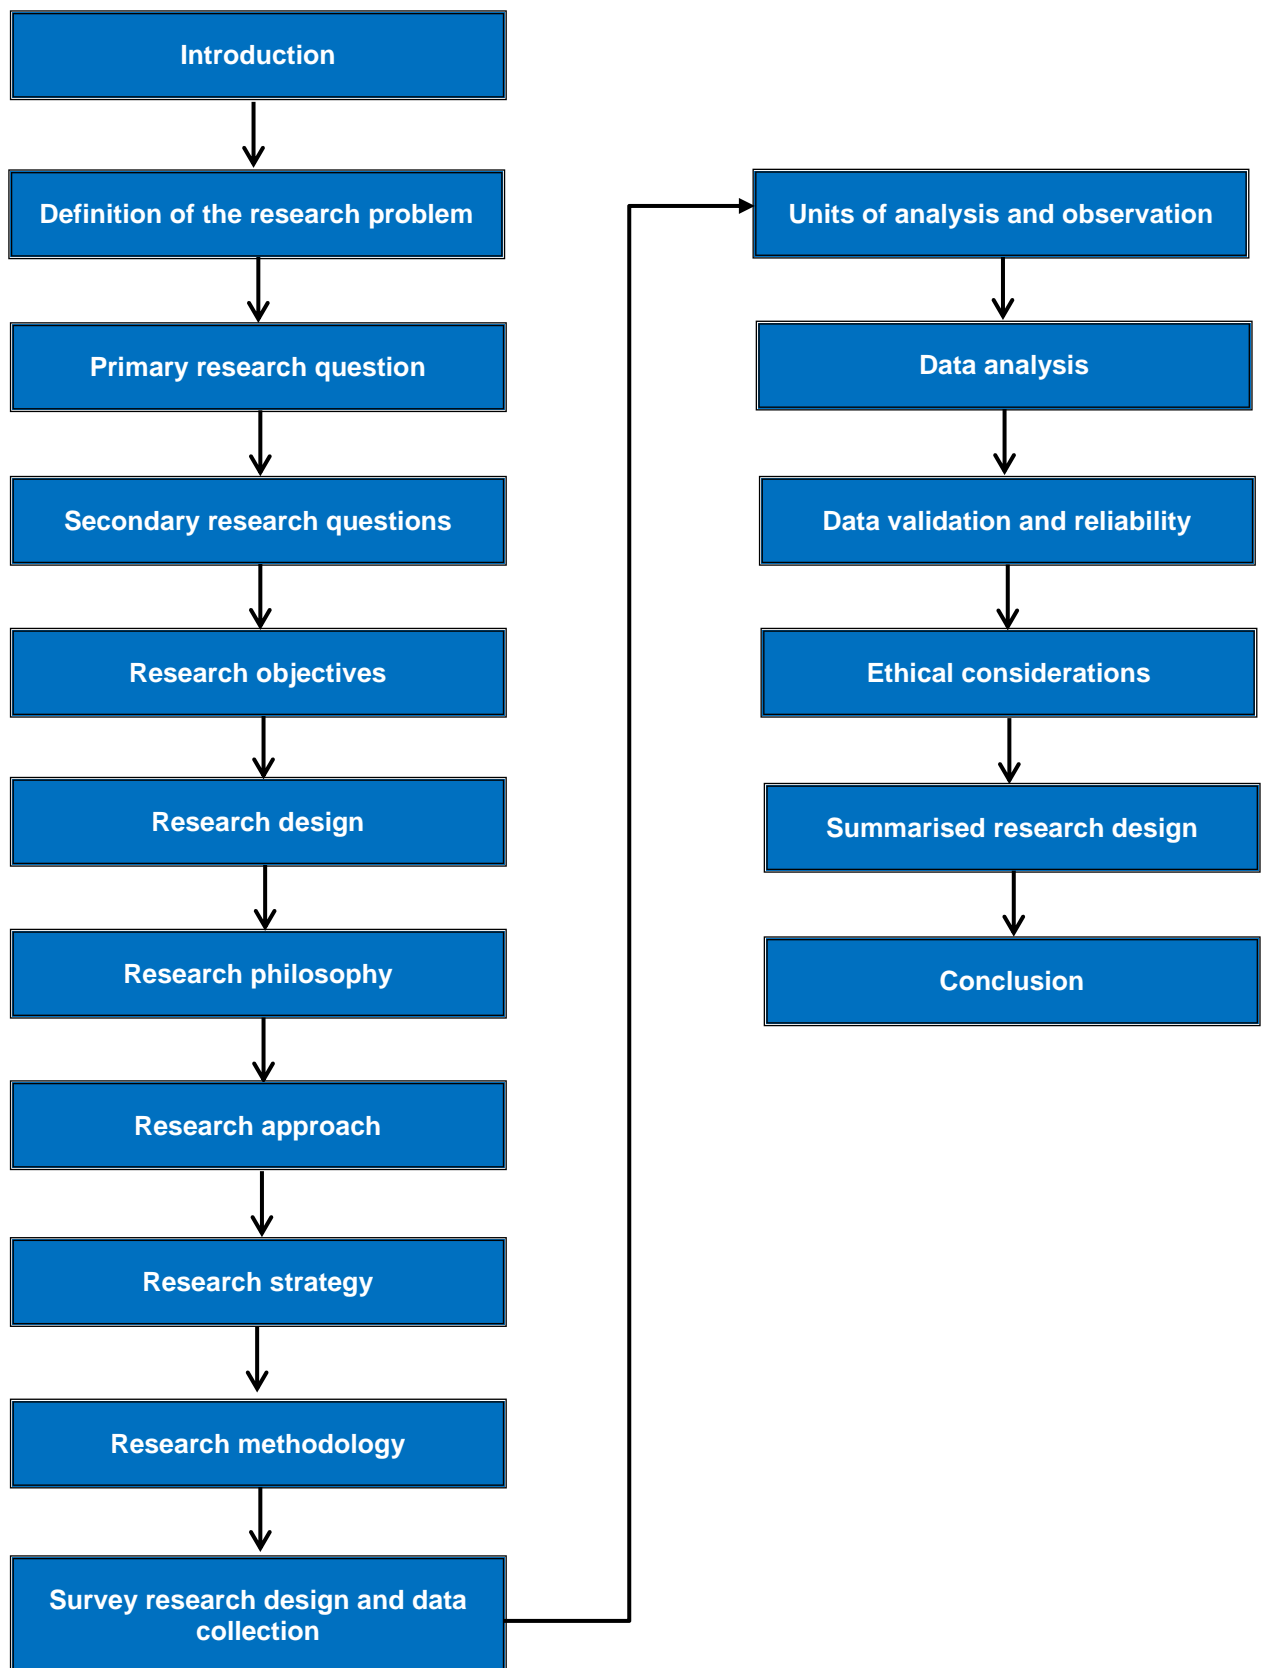 Introduction
Definition of the research problem
Primary research question
Secondary research questions
Research objectives
Research design
Research philosophy
Research approach
Research strategy
Research methodology
Survey research design and data
collection
Units of analysis and observation
Data analysis
Data validation and reliability
Ethical considerations
Summarised research design
Conclusion